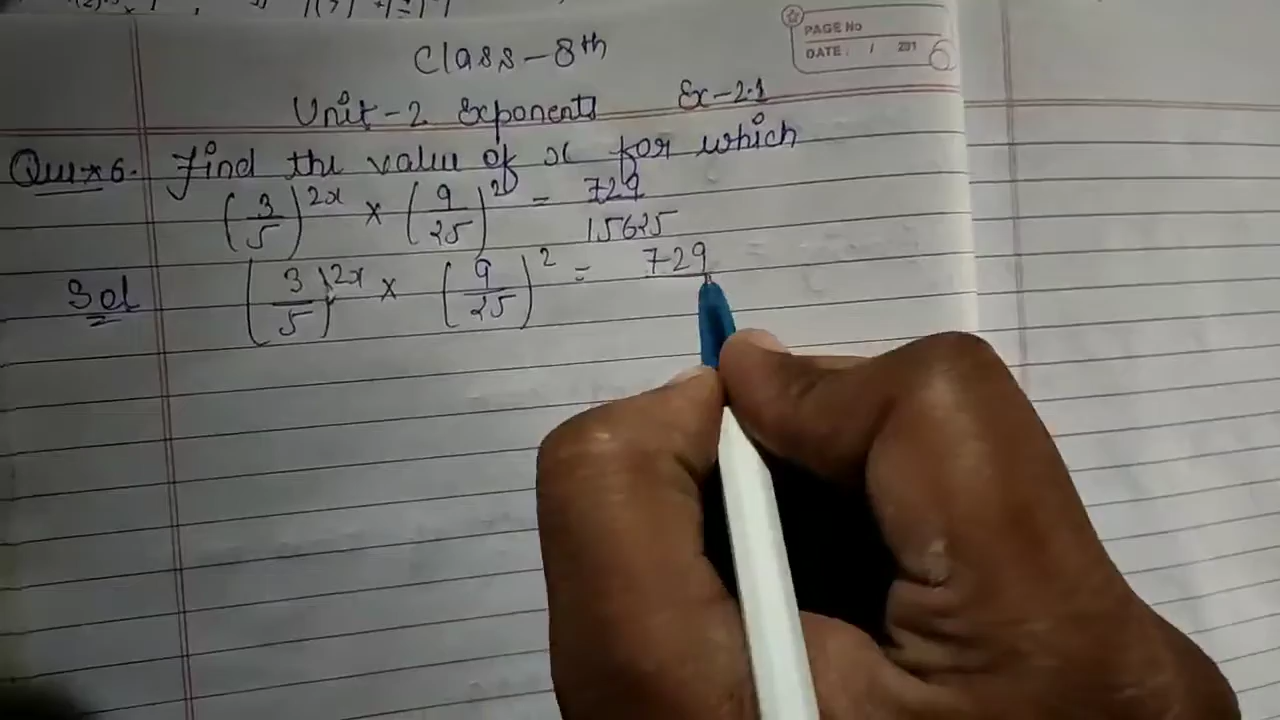 PAGE No
DATE: / 201 6
Class-8th
Unit-2 Exponents Ex-2.1
Find the value of x for which
(3/5)^2x × (9/25)^2 = 729/15625
Sol (3/5)^2x × (9/25)^2 = 729